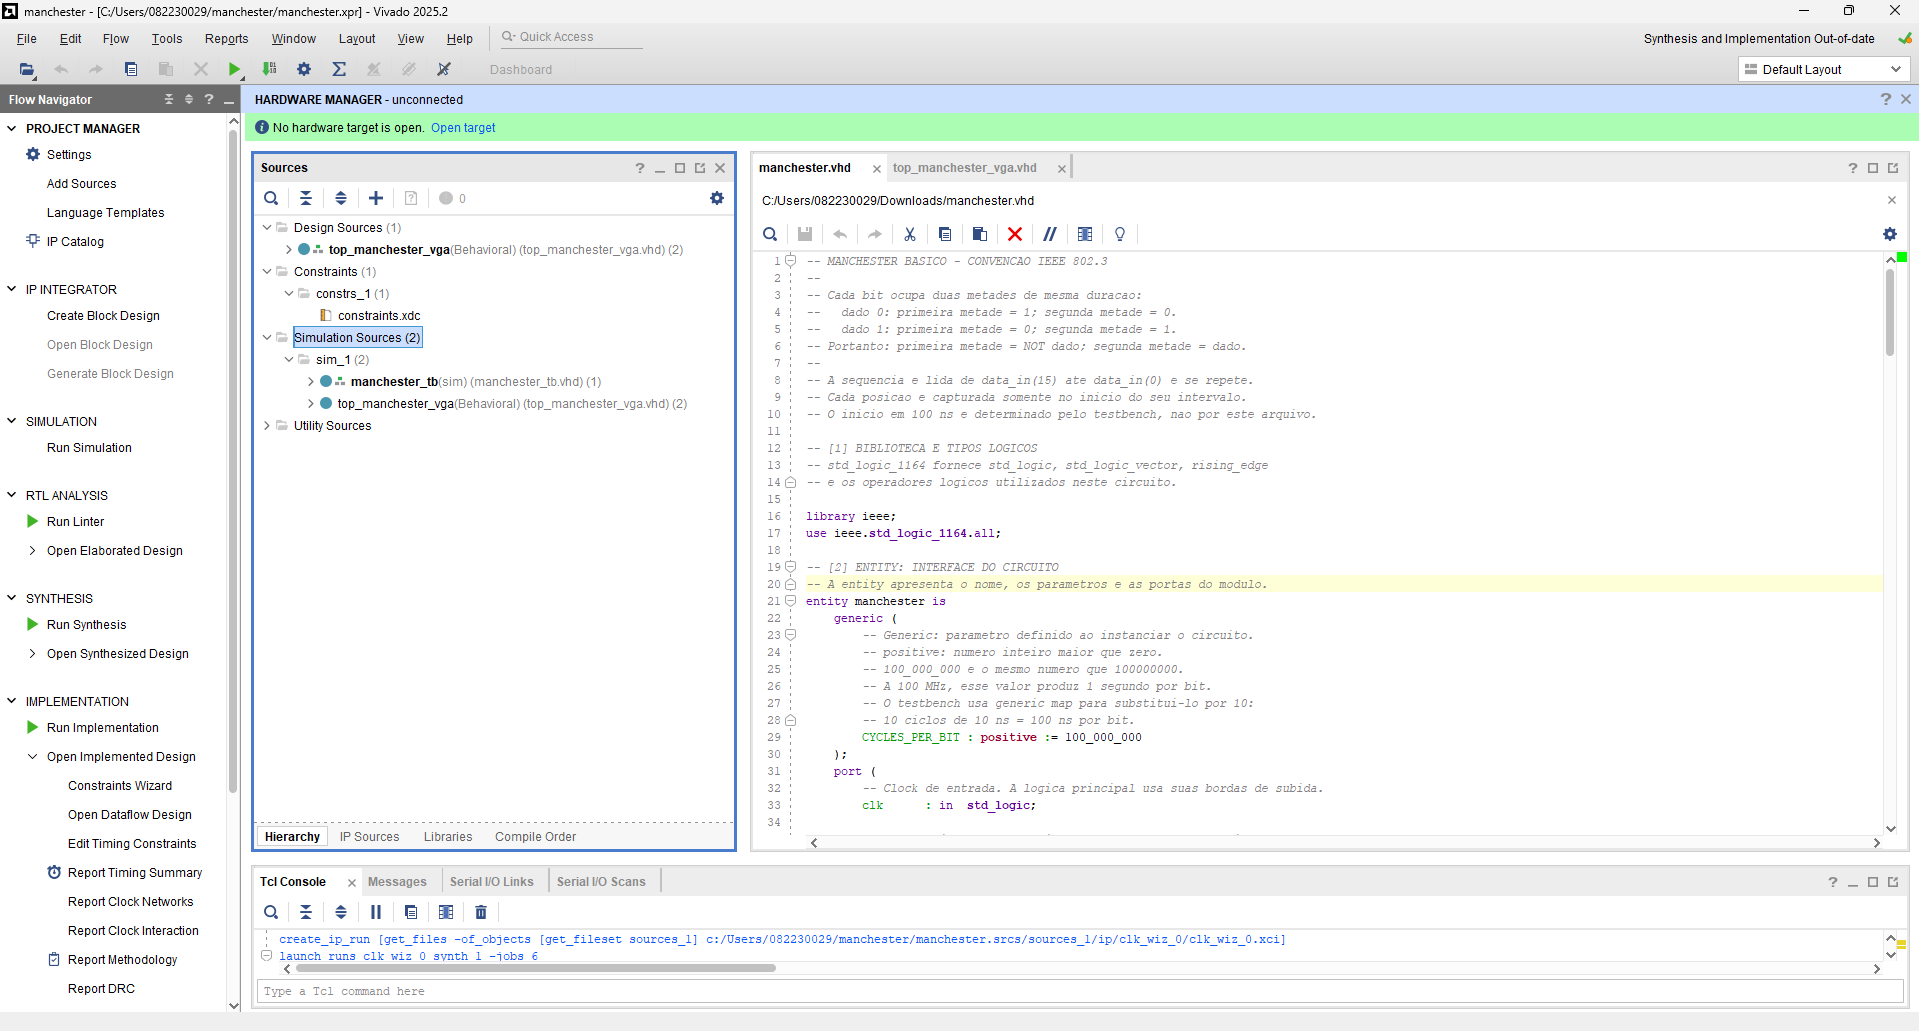 manchester - [C:/Users/082230029/manchester/manchester.xpr] - Vivado 2025.2
File Edit Flow Tools Reports Window Layout View Help Quick Access
Synthesis and Implementation Out-of-date
Dashboard
Default Layout
Flow Navigator
PROJECT MANAGER
Settings
Add Sources
Language Templates
IP Catalog
IP INTEGRATOR
Create Block Design
Open Block Design
Generate Block Design
SIMULATION
Run Simulation
RTL ANALYSIS
Run Linter
Open Elaborated Design
SYNTHESIS
Run Synthesis
Open Synthesized Design
IMPLEMENTATION
Run Implementation
Open Implemented Design
Constraints Wizard
Open Dataflow Design
Edit Timing Constraints
Report Timing Summary
Report Clock Networks
Report Clock Interaction
Report Methodology
Report DRC
HARDWARE MANAGER - unconnected
No hardware target is open. Open target
Sources
0
Design Sources (1)
top_manchester_vga(Behavioral) (top_manchester_vga.vhd) (2)
Constraints (1)
constrs_1 (1)
constraints.xdc
Simulation Sources (2)
sim_1 (2)
manchester_tb(sim) (manchester_tb.vhd) (1)
top_manchester_vga(Behavioral) (top_manchester_vga.vhd) (2)
Utility Sources
Hierarchy IP Sources Libraries Compile Order
manchester.vhd top_manchester_vga.vhd
C:/Users/082230029/Downloads/manchester.vhd
1 -- MANCHESTER BASICO - CONVENCAO IEEE 802.3
2 --
3 -- Cada bit ocupa duas metades de mesma duracao:
4 -- dado 0: primeira metade = 1; segunda metade = 0.
5 -- dado 1: primeira metade = 0; segunda metade = 1.
6 -- Portanto: primeira metade = NOT dado; segunda metade = dado.
7 --
8 -- A sequencia e lida de data_in(15) ate data_in(0) e se repete.
9 -- Cada posicao e capturada somente no inicio do seu intervalo.
10 -- O inicio em 100 ns e determinado pelo testbench, nao por este arquivo.
11
12 -- [1] BIBLIOTECA E TIPOS LOGICOS
13 -- std_logic_1164 fornece std_logic, std_logic_vector, rising_edge
14 -- e os operadores logicos utilizados neste circuito.
15
16 library ieee;
17 use ieee.std_logic_1164.all;
18
19 -- [2] ENTITY: INTERFACE DO CIRCUITO
20 -- A entity apresenta o nome, os parametros e as portas do modulo.
21 entity manchester is
22 generic (
23 -- Generic: parametro definido ao instanciar o circuito.
24 -- positive: numero inteiro maior que zero.
25 -- 100_000_000 e o mesmo numero que 100000000.
26 -- A 100 MHz, esse valor produz 1 segundo por bit.
27 -- O testbench usa generic map para substitui-lo por 10:
28 -- 10 ciclos de 10 ns = 100 ns por bit.
29 CYCLES_PER_BIT : positive := 100_000_000
30 );
31 port (
32 -- Clock de entrada. A logica principal usa suas bordas de subida.
33 clk : in std_logic;
34
Tcl Console Messages Serial I/O Links Serial I/O Scans
create_ip_run [get_files -of_objects [get_fileset sources_1] c:/Users/082230029/manchester/manchester.srcs/sources_1/ip/clk_wiz_0/clk_wiz_0.xci]
launch_runs clk_wiz_0_synth_1 -jobs 6
Type a Tcl command here